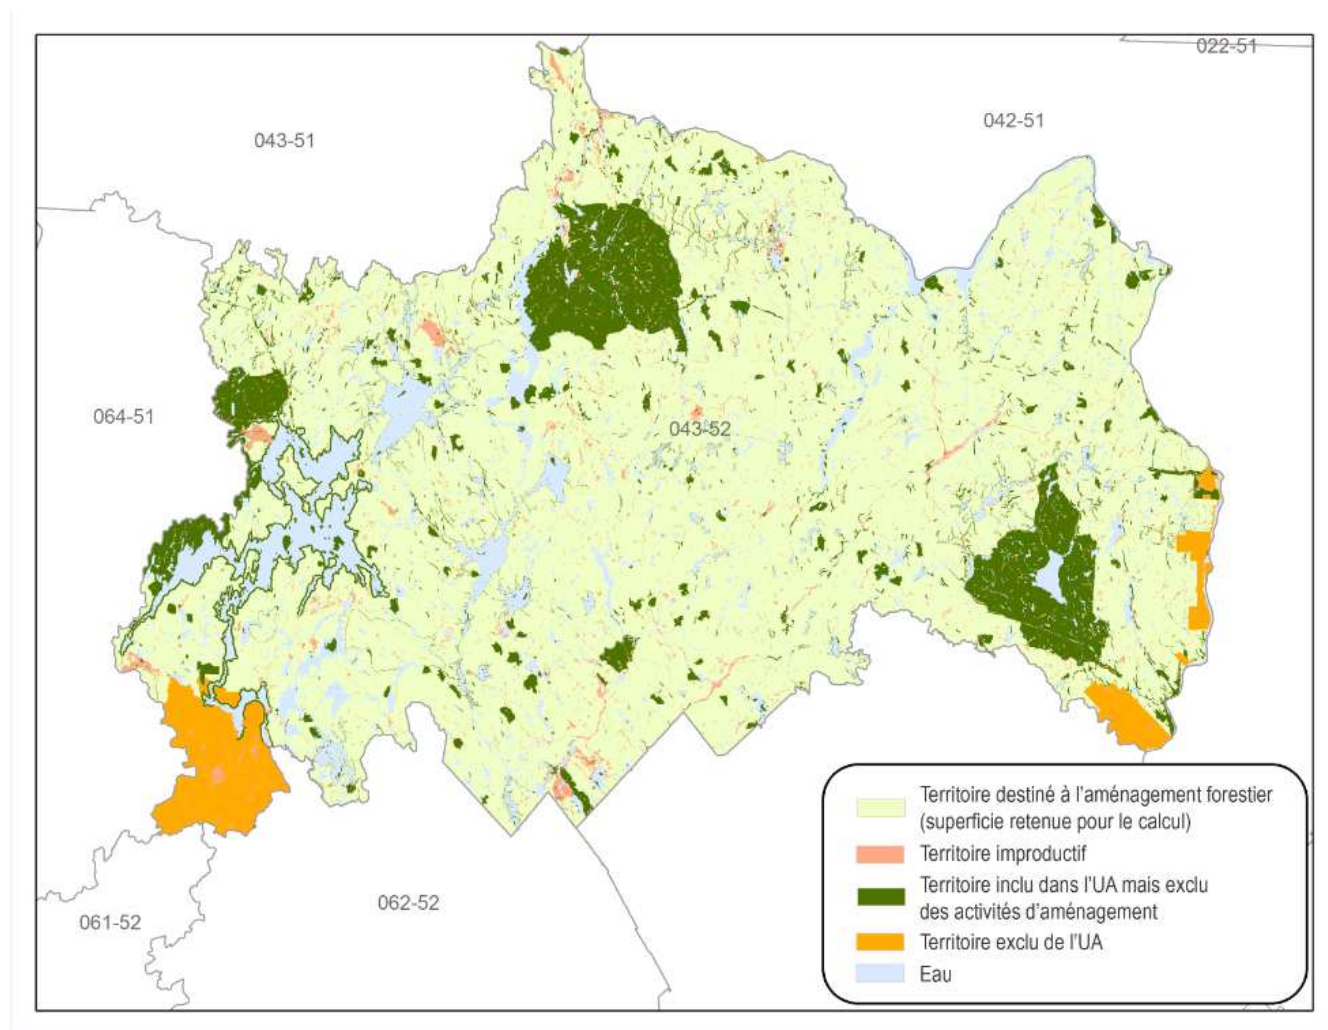 022-51
042-51
043-51
064-51
043-52
Territoire destiné à l'aménagement forestier
(superficie retenue pour le calcul)
Territoire improductif
Territoire inclu dans l'UA mais exclu
des activités d'aménagement
Territoire exclu de l'UA
Eau
062-52
061-52